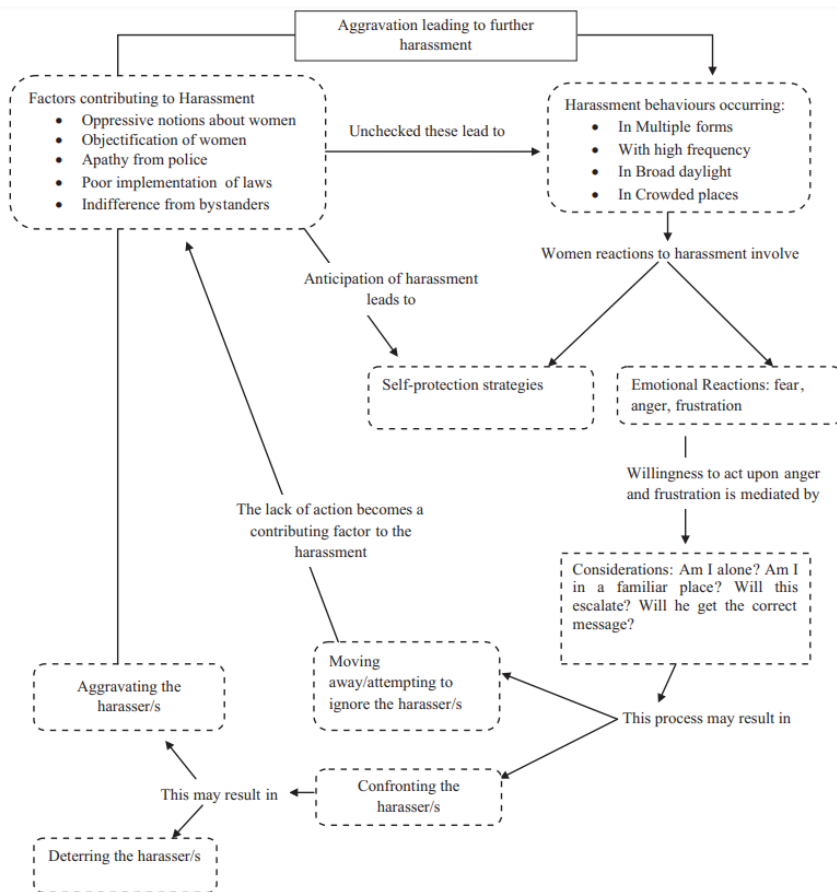 Aggravation leading to further
harassment
Factors contributing to Harassment
• Oppressive notions about women
• Objectification of women
• Apathy from police
• Poor implementation of laws
• Indifference from bystanders
Unchecked these lead to
Harassment behaviours occurring:
• In Multiple forms
• With high frequency
• In Broad daylight
• In Crowded places
Women reactions to harassment involve
Anticipation of harassment
leads to
Self-protection strategies
Emotional Reactions: fear,
anger, frustration
Willingness to act upon anger
and frustration is mediated by
The lack of action becomes a
contributing factor to the
harassment
Considerations: Am I alone? Am I
in a familiar place? Will this
escalate? Will he get the correct
message?
Aggravating the
harasser/s
Moving
away/attempting to
ignore the harasser/s
This process may result in
Confronting the
harasser/s
This may result in
Deterring the harasser/s